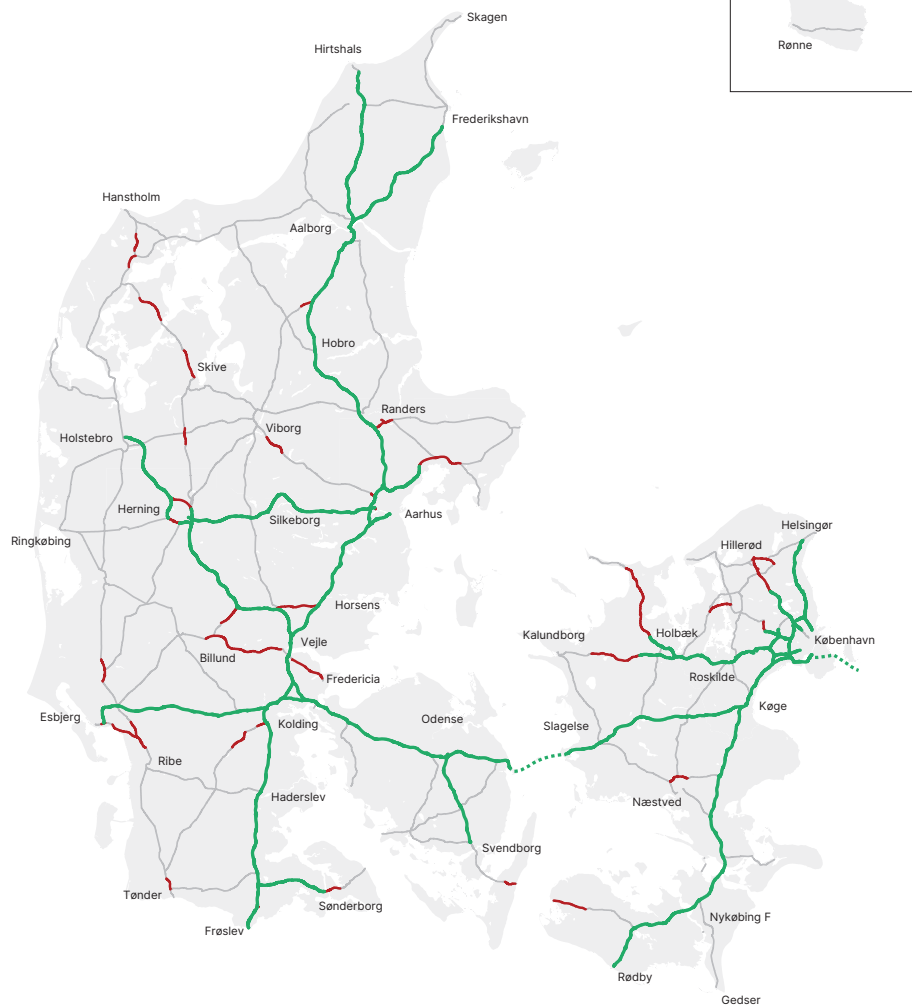 Skagen
Hirtshals
Rønne
Frederikshavn
Hanstholm
Aalborg
Hobro
Skive
Randers
Viborg
Holstebro
Herning
Silkeborg
Aarhus
Ringkøbing
Helsingør
Hillerød
Horsens
Kalundborg
Holbæk
København
Vejle
Billund
Roskilde
Fredericia
Køge
Esbjerg
Odense
Kolding
Slagelse
Ribe
Haderslev
Næstved
Svendborg
Tønder
Sønderborg
Nykøbing F
Frøslev
Rødby
Gedser